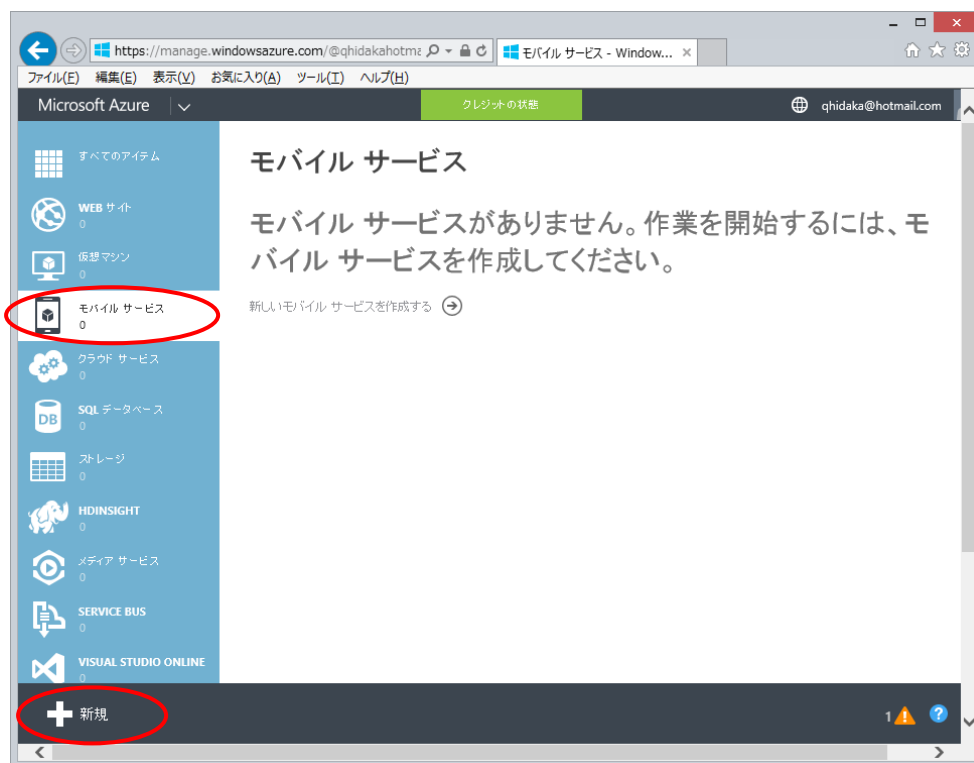 https://manage.windowsazure.com/@qhidakahotma
モバイル サービス - Window...
ファイル(F) 編集(E) 表示(V) お気に入り(A) ツール(T) ヘルプ(H)
Microsoft Azure
クレジットの状態
qhidaka@hotmail.com
すべてのアイテム
WEB サイト
0
仮想マシン
0
モバイル サービス
0
クラウド サービス
0
DB
SQL データベース
0
ストレージ
0
HDINSIGHT
0
メディア サービス
0
SERVICE BUS
0
VISUAL STUDIO ONLINE
0
モバイル サービス
モバイル サービスがありません。作業を開始するには、モ
バイル サービスを作成してください。
新しいモバイル サービスを作成する
新規
1